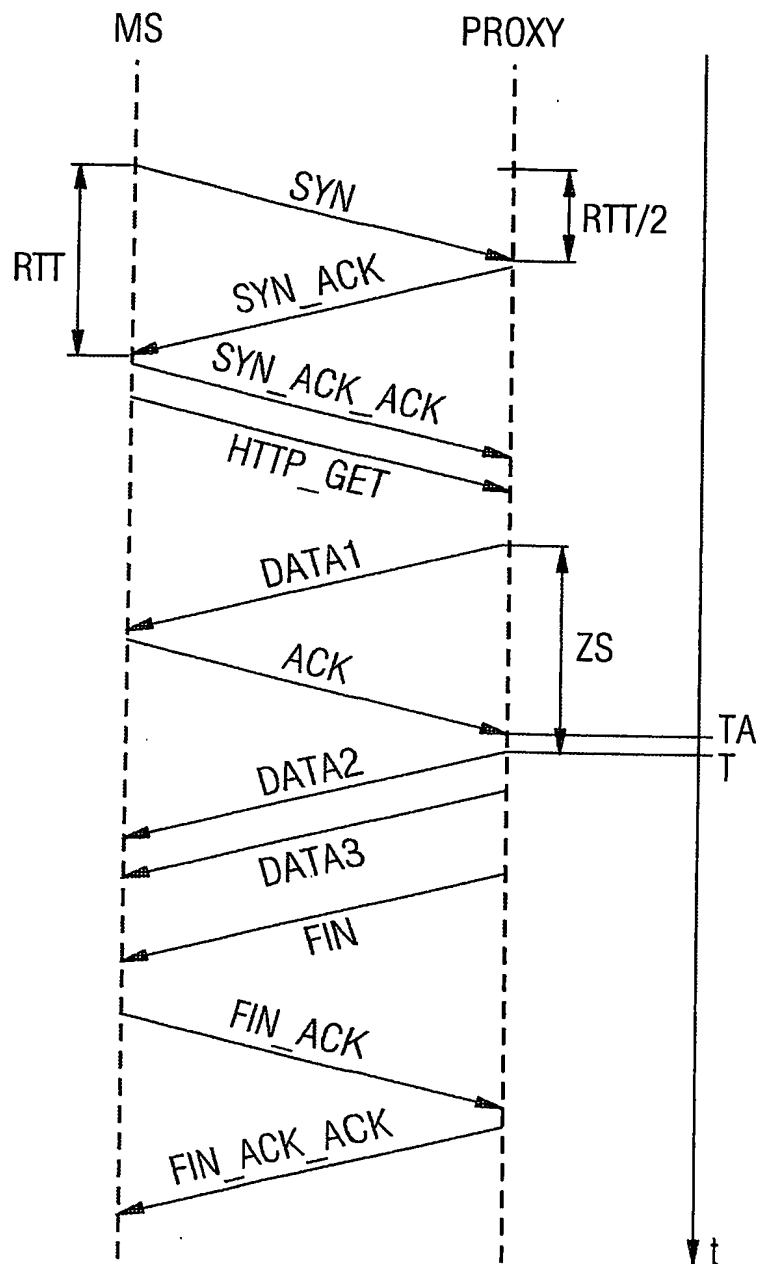 MS PROXY
SYN
RTT/2
RTT
SYN_ACK
SYN_ACK_ACK
HTTP_GET
DATA1
ZS
ACK
TA
T
DATA2
DATA3
FIN
FIN_ACK
FIN_ACK_ACK
t